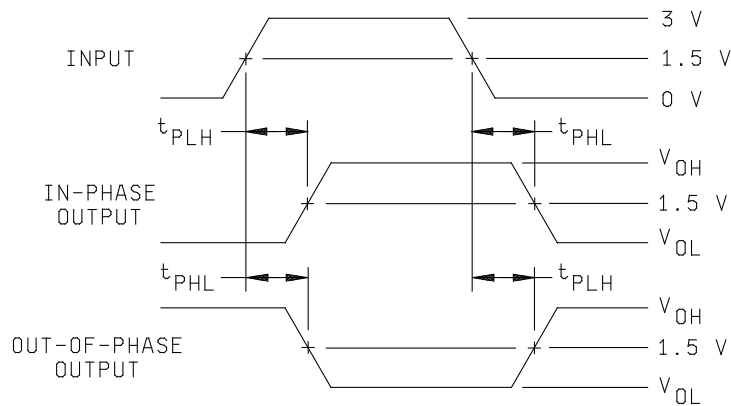 3 V
INPUT
1.5 V
0 V
tPLH
tPHL
VOH
IN-PHASE
OUTPUT
1.5 V
VOL
tPHL
tPLH
VOH
OUT-OF-PHASE
OUTPUT
1.5 V
VOL